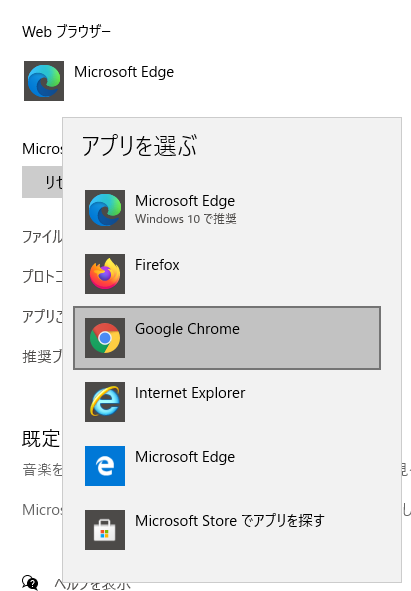 Web ブラウザー
Microsoft Edge
アプリを選ぶ
Micros
Microsoft Edge
リセ
Windows 10 で推奨
ファイル
Firefox
プロトコ
アプリご
Google Chrome
推奨ブ
Internet Explorer
既定
Microsoft Edge
音楽を
Micros
し
Microsoft Store でアプリを探す
ヘルプを表示